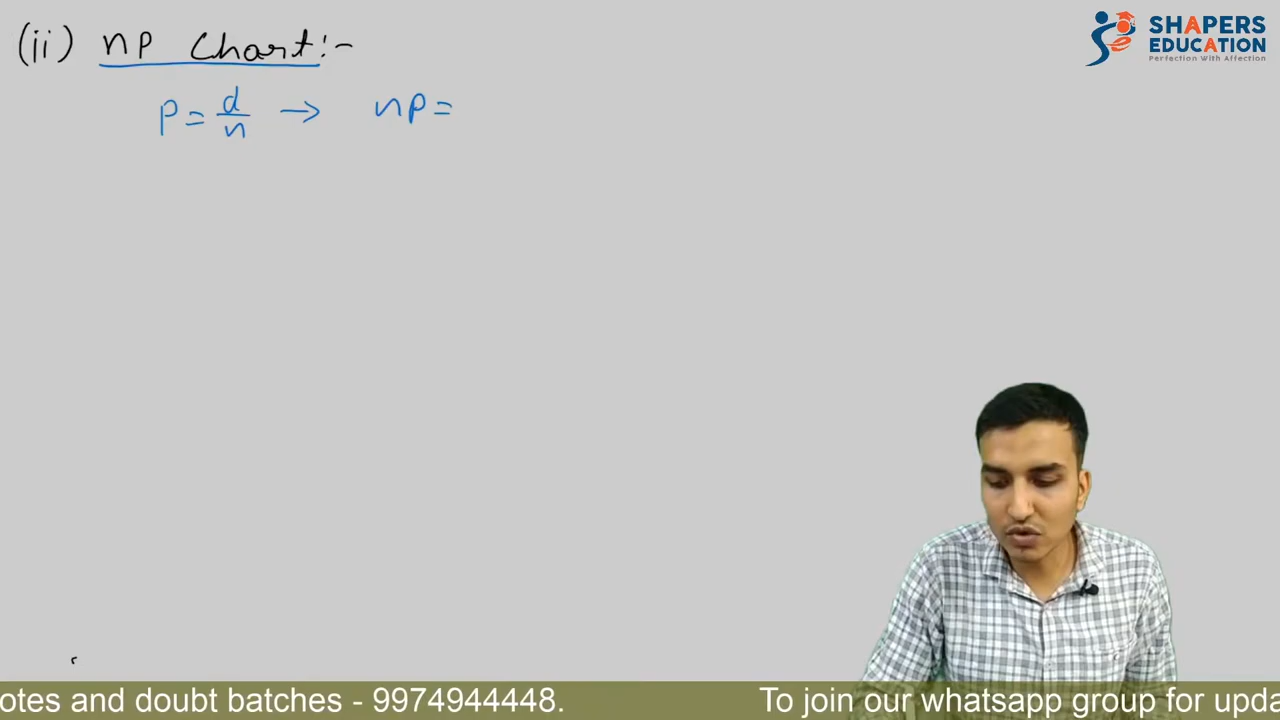 (ii) np Chart:-
P = d/n → np =
SHAPERS
EDUCATION
Perfection With Affection
otes and doubt batches - 9974944448. To join our whatsapp group for upda